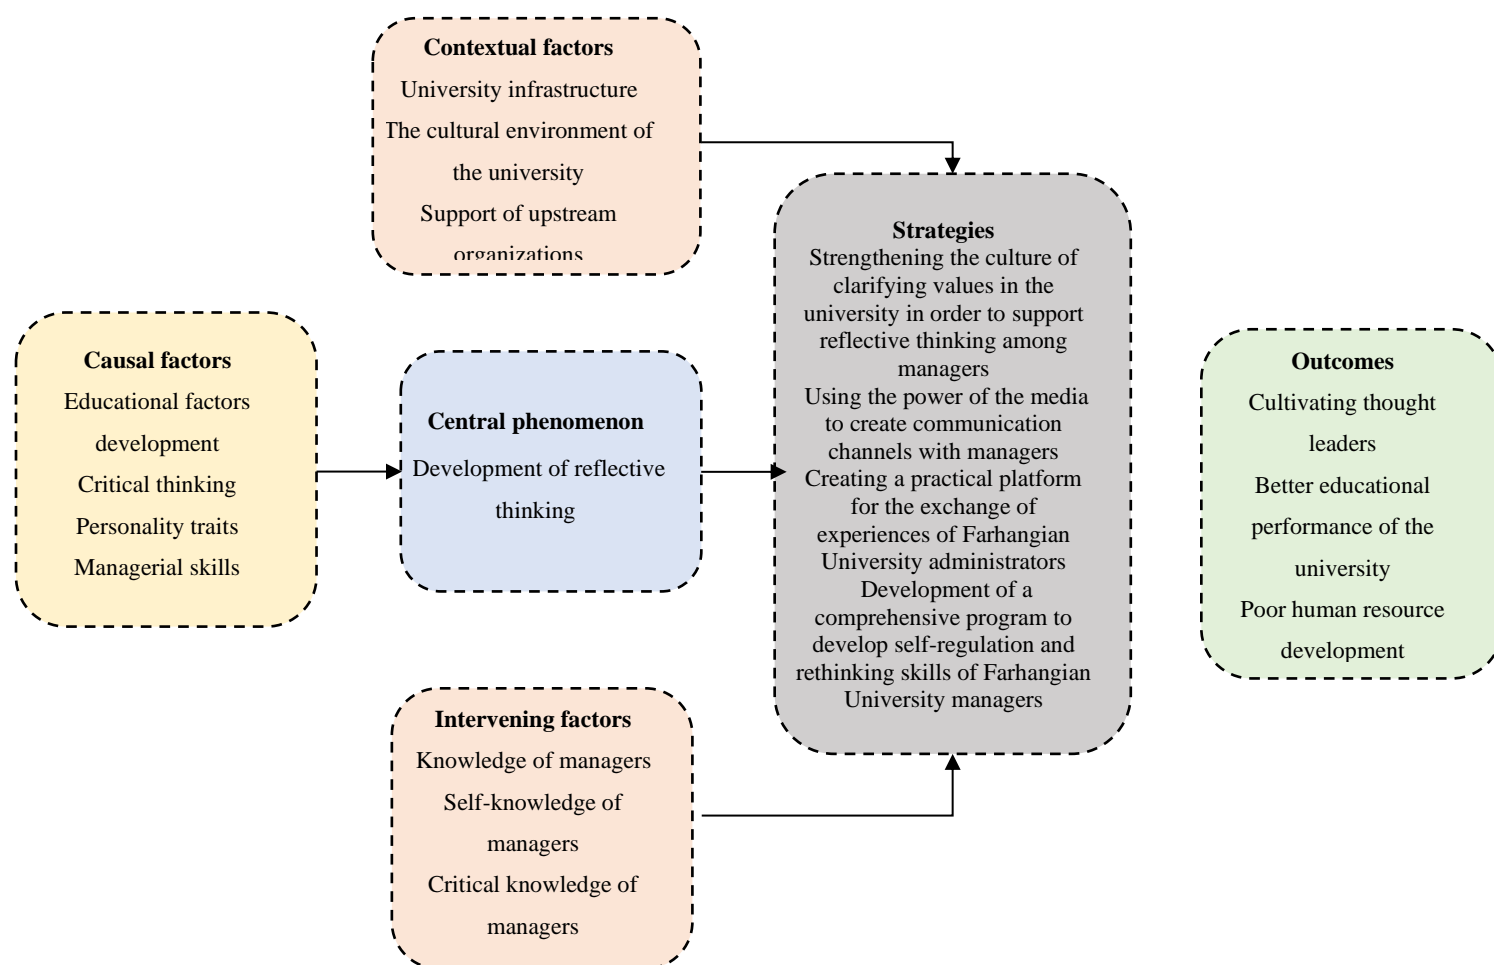 Contextual factors
University infrastructure
The cultural environment of
the university
Support of upstream
organizations
Causal factors
Educational factors
development
Critical thinking
Personality traits
Managerial skills
Central phenomenon
Development of reflective
thinking
Intervening factors
Knowledge of managers
Self-knowledge of
managers
Critical knowledge of
managers
Strategies
Strengthening the culture of
clarifying values in the
university in order to support
reflective thinking among
managers
Using the power of the media
to create communication
channels with managers
Creating a practical platform
for the exchange of
experiences of Farhangian
University administrators
Development of a
comprehensive program to
develop self-regulation and
rethinking skills of Farhangian
University managers
Outcomes
Cultivating thought
leaders
Better educational
performance of the
university
Poor human resource
development